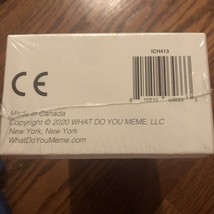 ICH413
CE
Made in Canada
Copyright © 2020 WHAT DO YOU MEME, LLC
New York, New York
WhatDoYouMeme.com